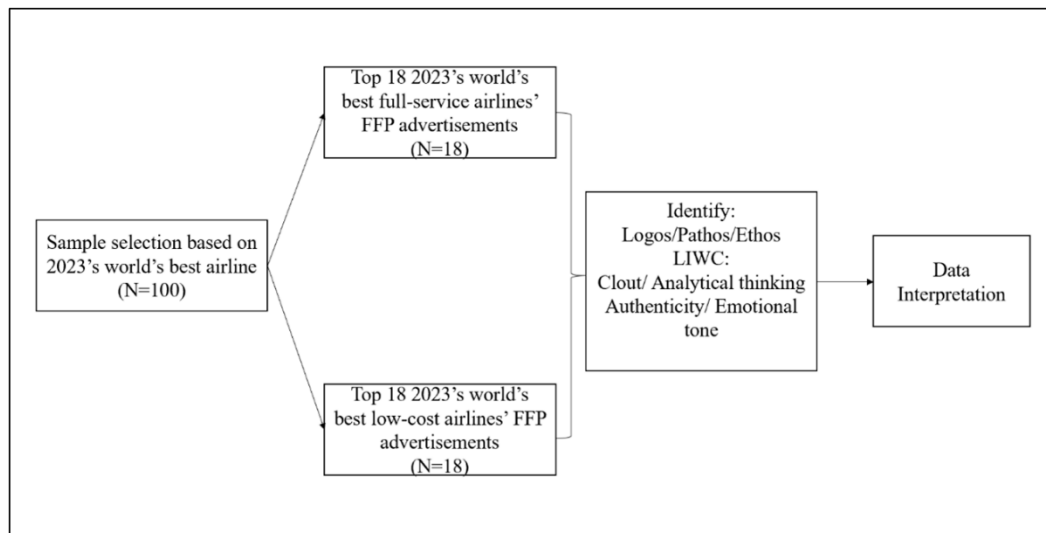 Top 18 2023’s world’s
best full-service airlines’
FFP advertisements
(N=18)
Sample selection based on
2023’s world’s best airline
(N=100)
Identify:
Logos/Pathos/Ethos
LIWC:
Clout/ Analytical thinking
Authenticity/ Emotional
tone
Data
Interpretation
Top 18 2023’s world’s
best low-cost airlines’ FFP
advertisements
(N=18)